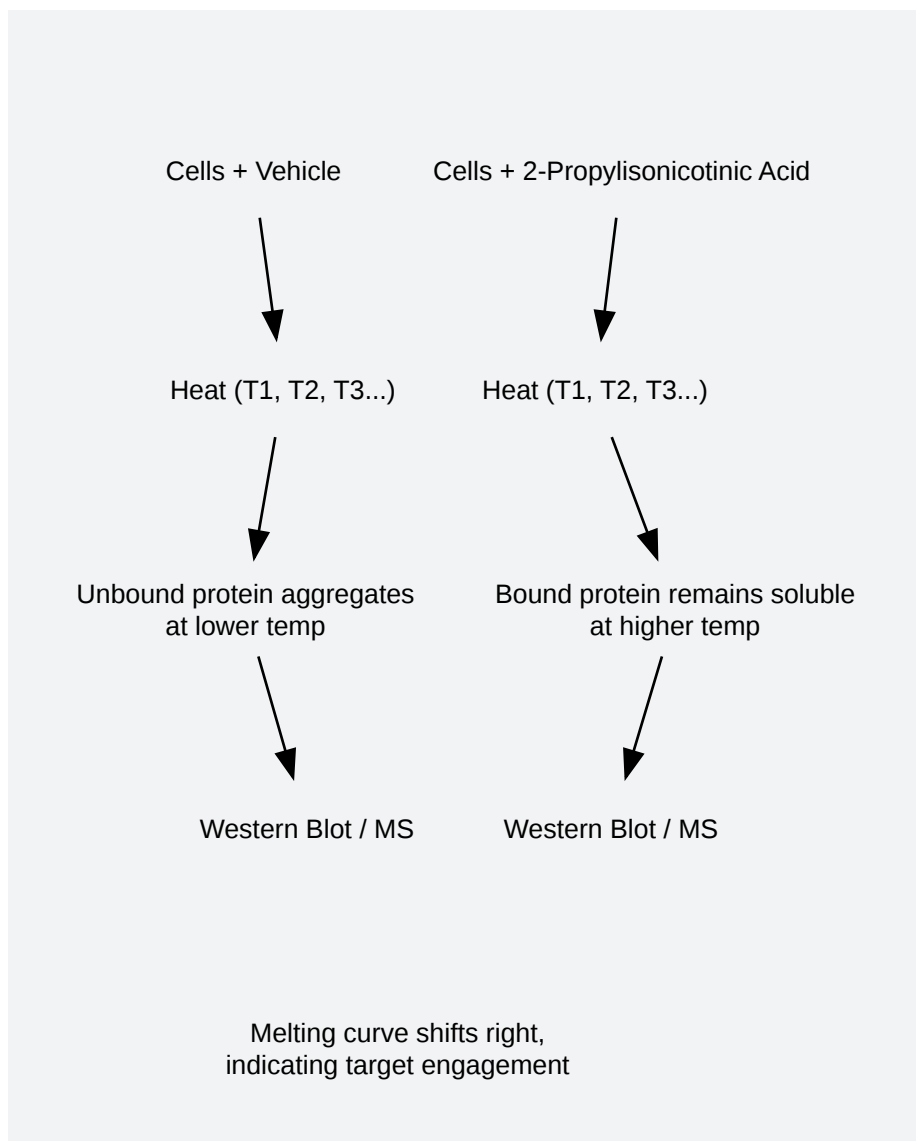 Cells + Vehicle
Cells + 2-Propylisonicotinic Acid
Heat (T1, T2, T3...)
Heat (T1, T2, T3...)
Unbound protein aggregates
at lower temp
Bound protein remains soluble
at higher temp
Western Blot / MS
Western Blot / MS
Melting curve shifts right,
indicating target engagement